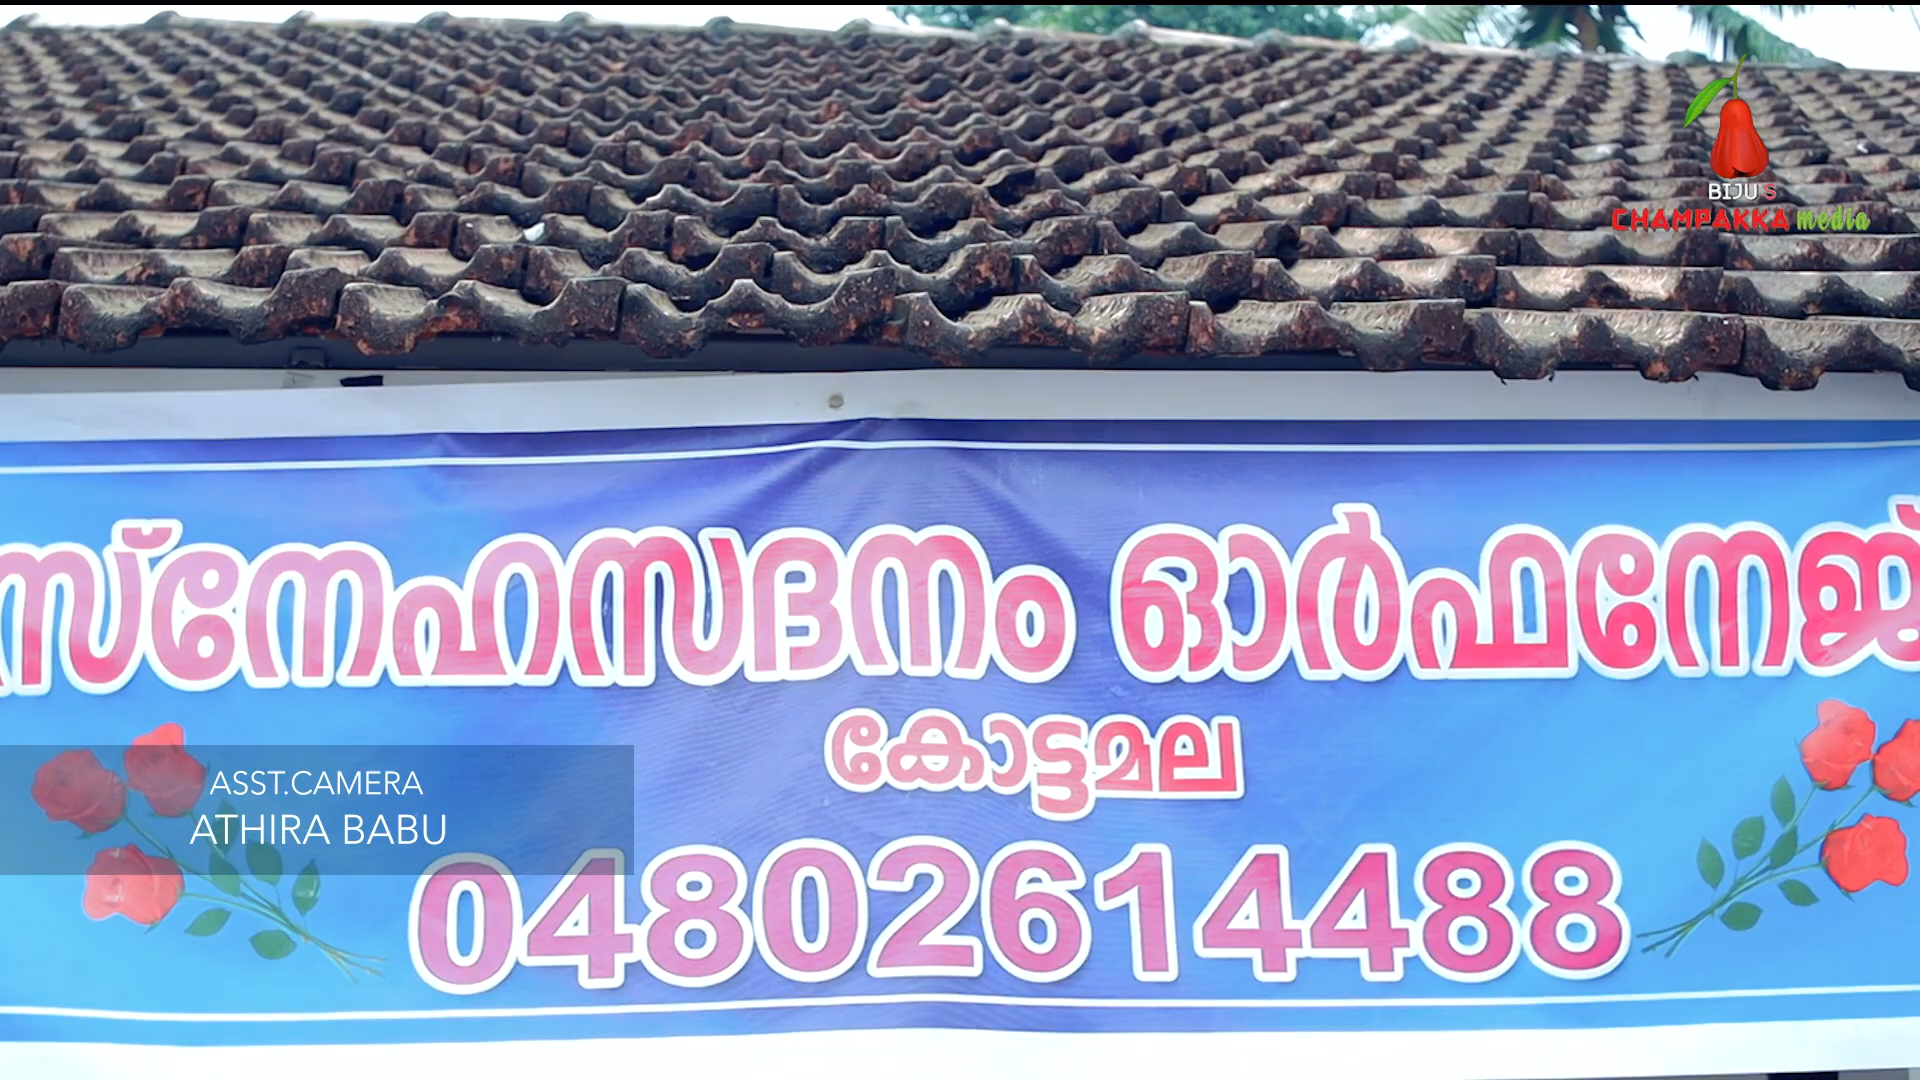 BIJU'S
CHAMPAKKA media
സ്നേഹസദനം ഓർഫനേജ്
കോട്ടമല
ASST.CAMERA
ATHIRA BABU
04802614488